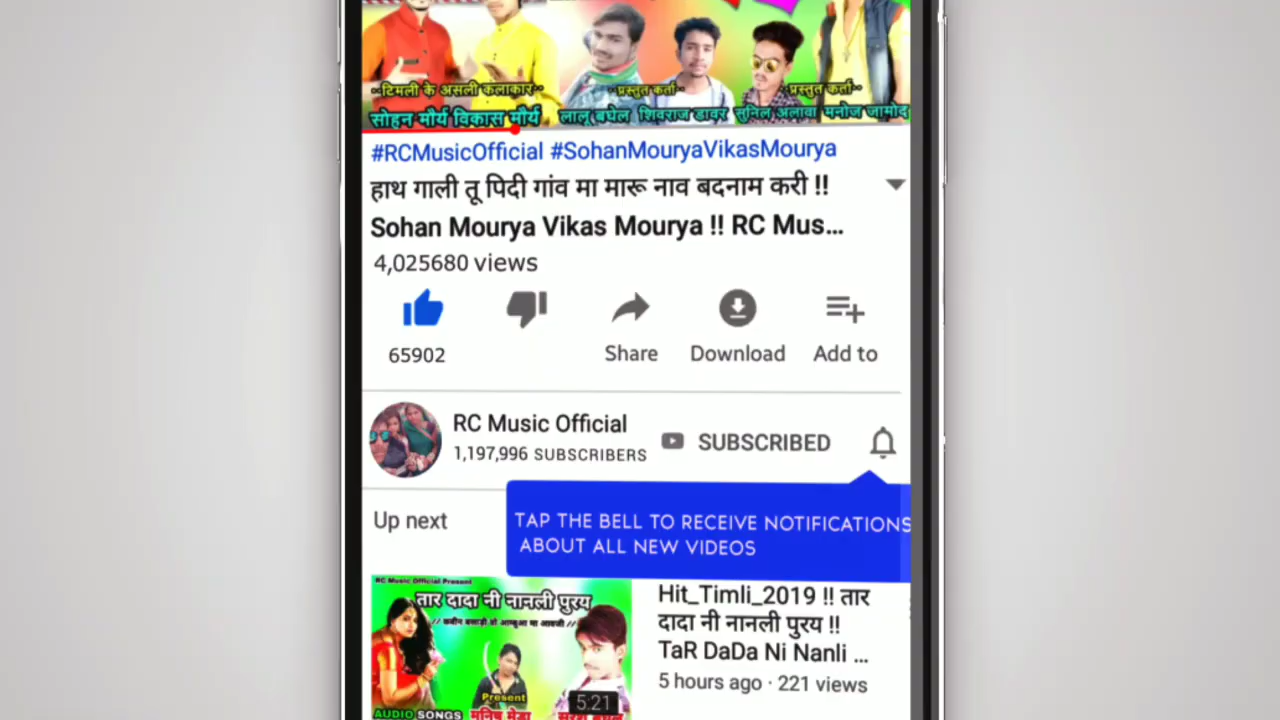 ··टिमली के असली कलाकार··
··प्रस्तुत कर्ता··
··प्रस्तुत कर्ता··
सोहन मौर्य विकास मौर्य लालू बघेल शिवराज डावर सुनिल अलावा मनोज जामोद
#RCMusicOfficial #SohanMouryaVikasMourya
हाथ गाली तू पिदी गांव मा मारू नाव बदनाम करी !!
Sohan Mourya Vikas Mourya !! RC Mus...
4,025680 views
65902
Share
Download
Add to
RC Music Official
1,197,996 SUBSCRIBERS
SUBSCRIBED
TAP THE BELL TO RECEIVE NOTIFICATIONS
ABOUT ALL NEW VIDEOS
Up next
RC Music Official Present
तार दादा नी नानली पुरय
Present
5:21
AUDIO SONGS
Hit_Timli_2019 !! तार
दादा नी नानली पुरय !!
TaR DaDa Ni Nanli ...
5 hours ago · 221 views